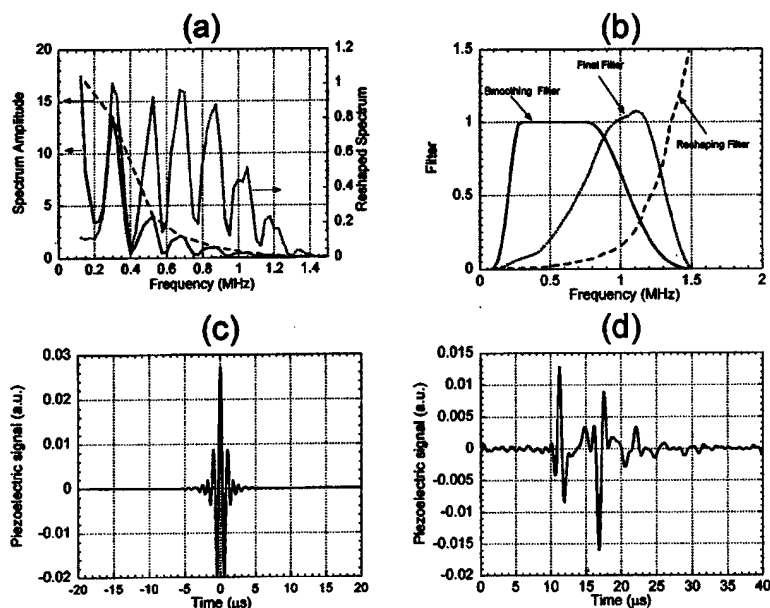 (a)
(b)
20
15
10
5
0
Spectrum Amplitude
1.2
1
0.8
0.6
0.4
0.2
0
Reshaped Spectrum
0 0.2 0.4 0.6 0.8 1.0 1.2 1.4
Frequency (MHz)
1.5
1
0.5
0
Filter
Smoothing Filter
Final Filter
Reshaping Filter
0 0.5 1 1.5 2
Frequency (MHz)
(c)
(d)
0.03
0.02
0.01
0
-0.01
-0.02
Piezoelectric signal (a.u.)
-20 -15 -10 -5 0 5 10 15 20
Time (µs)
0.015
0.01
0.005
0
-0.005
-0.01
-0.015
-0.02
Piezoelectric signal (a.u.)
0 5 10 15 20 25 30 35 40
Time (µs)